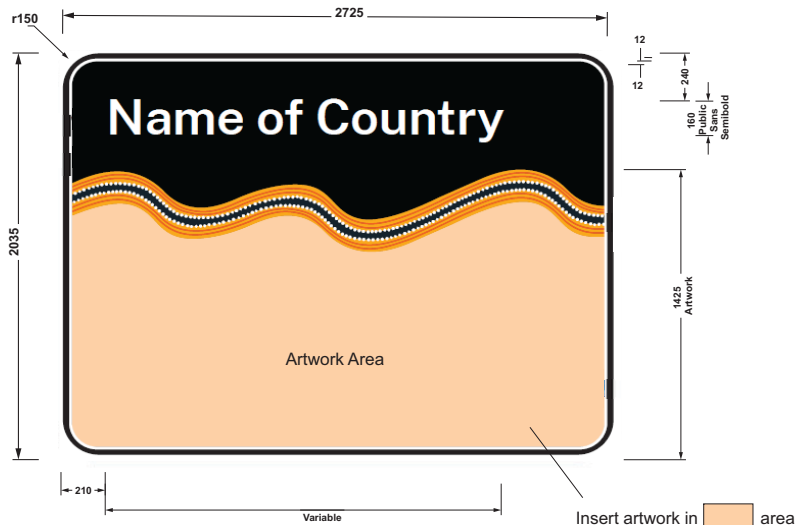 r150
2725
12
12
240
160
Public
Sans
Semibold
Name of Country
2035
1425
Artwork
Artwork Area
210
Variable
Insert artwork in area